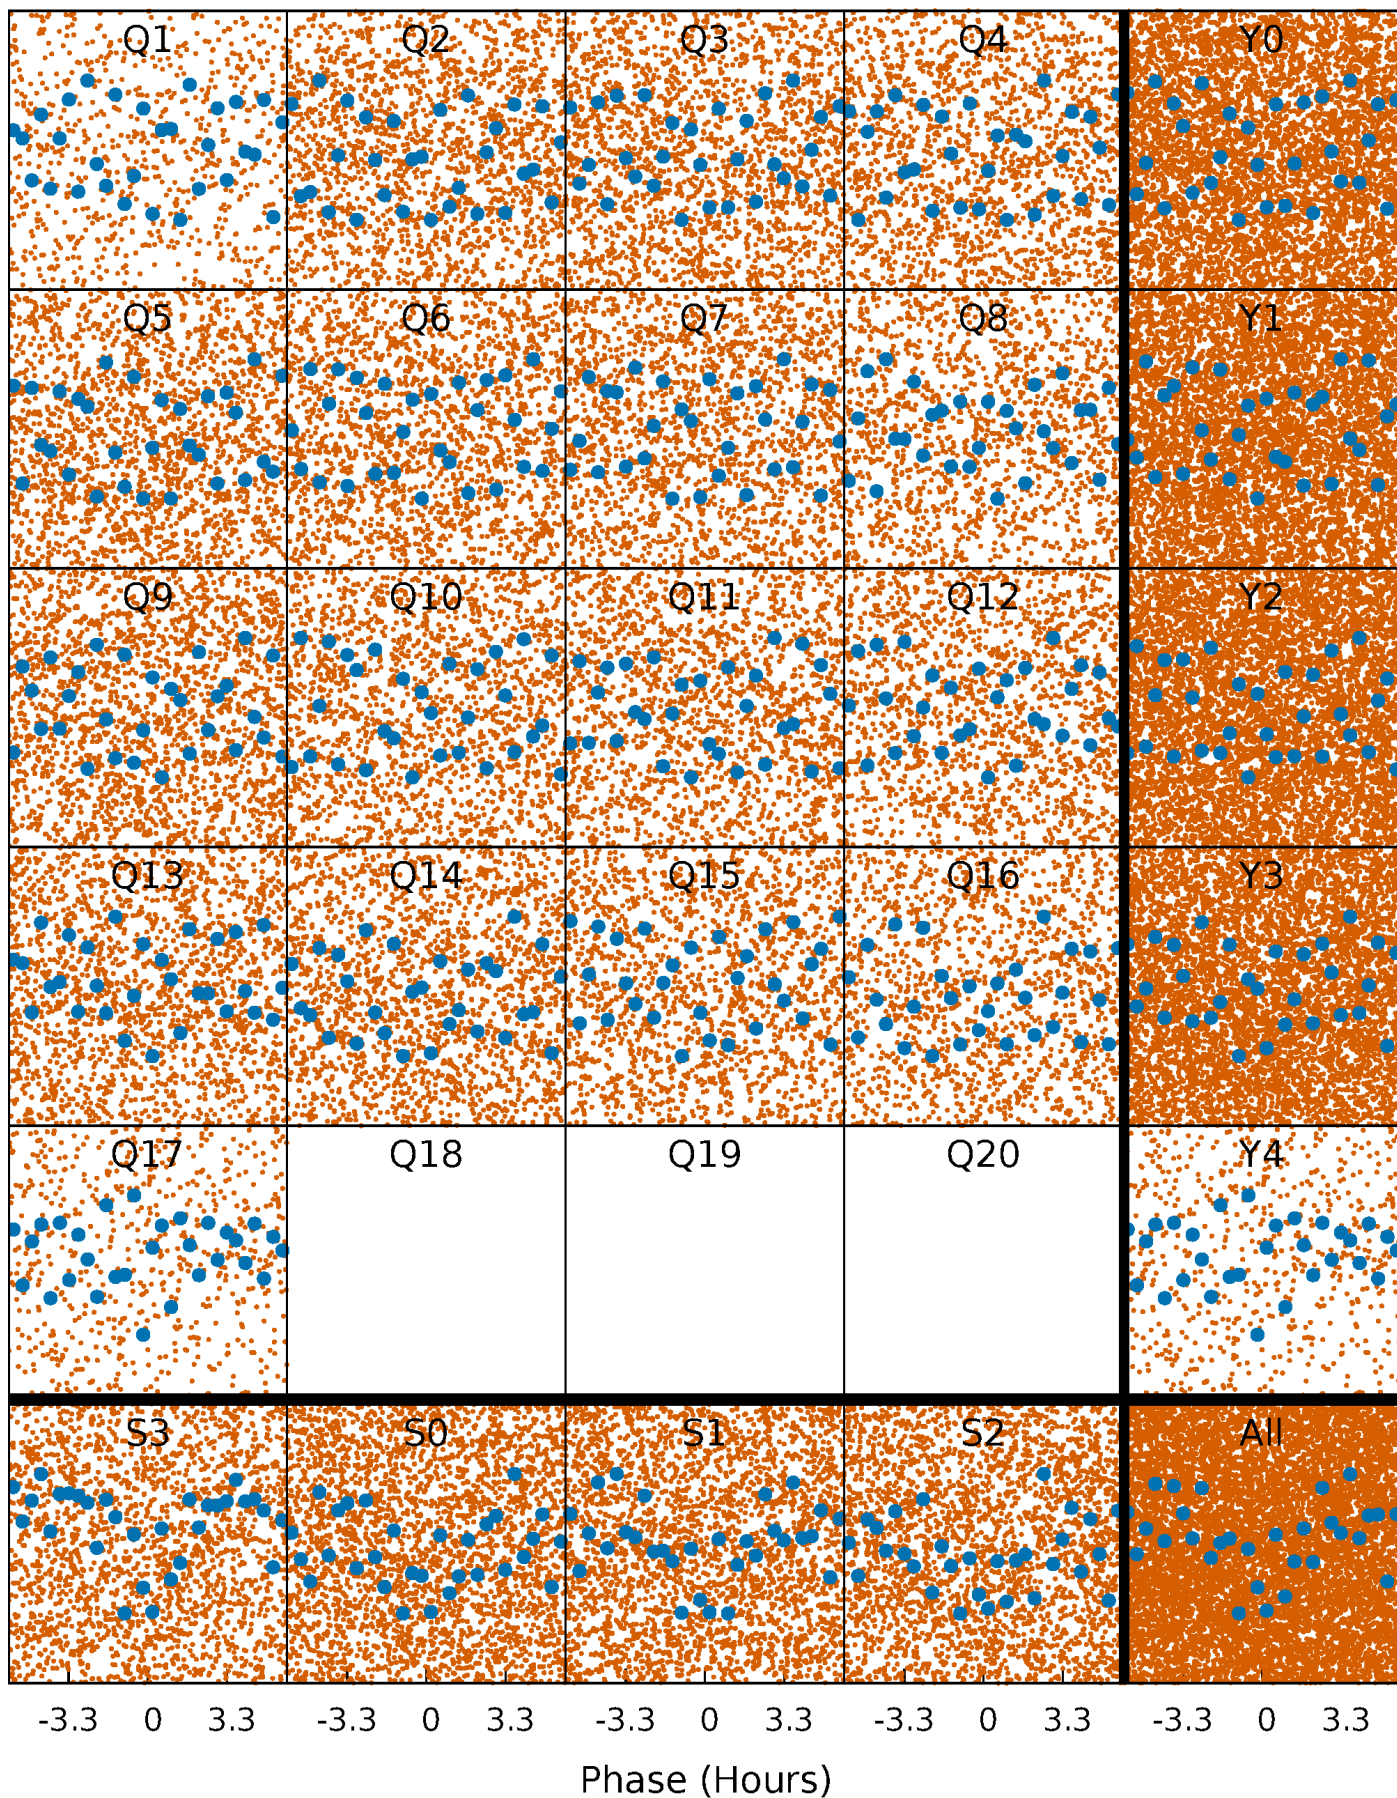 Q1 Q2 Q3 Q4 Y0
Q5 Q6 Q7 Q8 Y1
Q9 Q10 Q11 Q12 Y2
Q13 Q14 Q15 Q16 Y3
Q17 Q18 Q19 Q20 Y4
S3 S0 S1 S2 All
-3.3 0 3.3 -3.3 0 3.3 -3.3 0 3.3 -3.3 0 3.3 -3.3 0 3.3
Phase (Hours)